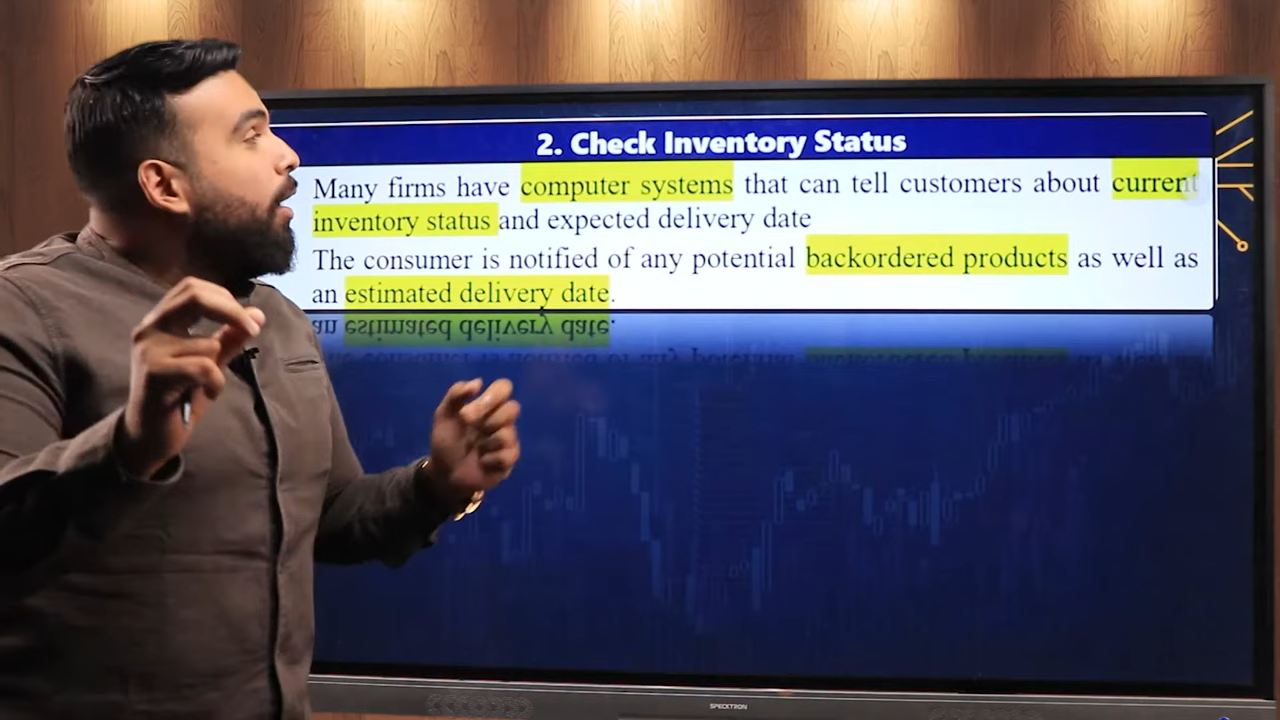 2. Check Inventory Status
Many firms have computer systems that can tell customers about current
inventory status and expected delivery date
The consumer is notified of any potential backordered products as well as
an estimated delivery date.
SPECKTRON